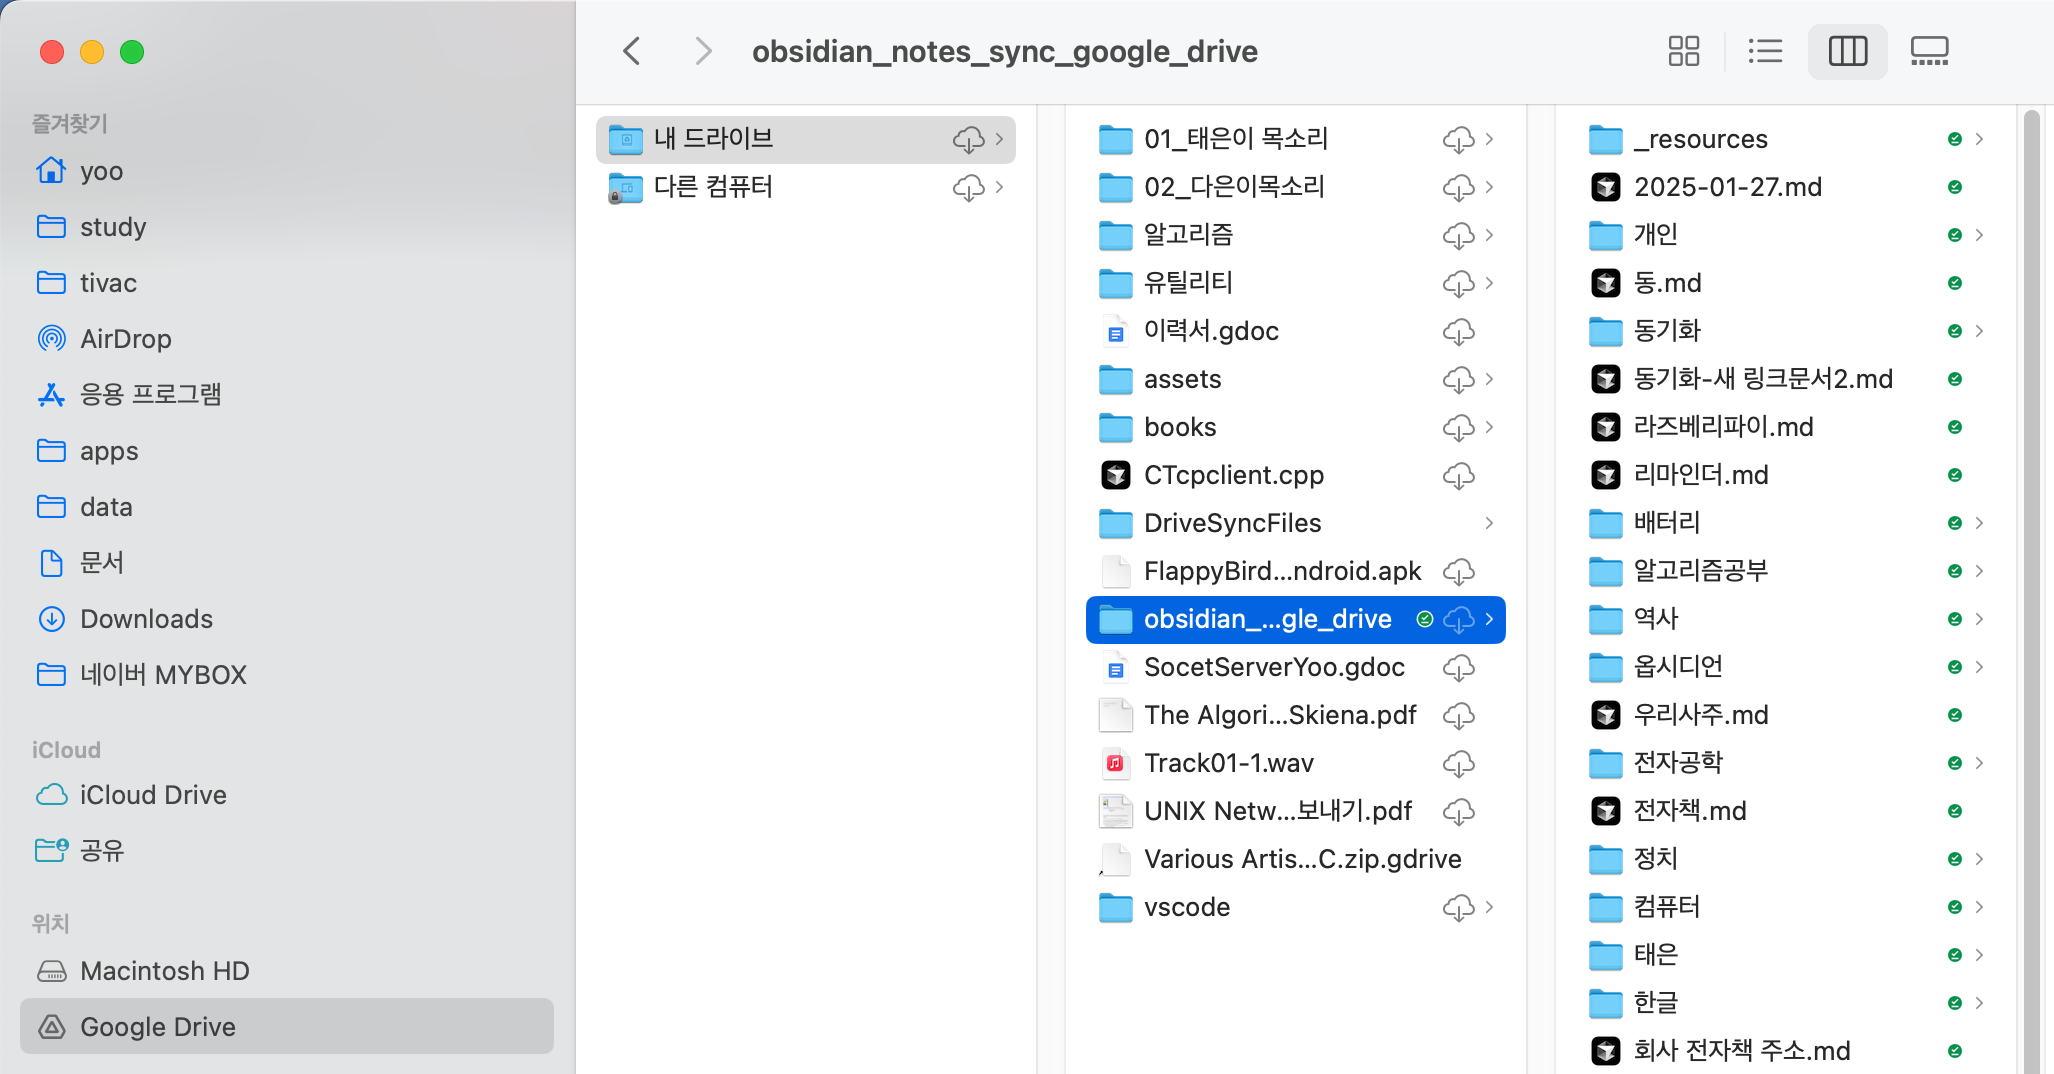 obsidian_notes_sync_google_drive
즐겨찾기
yoo
study
tivac
AirDrop
응용 프로그램
apps
data
문서
Downloads
네이버 MYBOX
iCloud
iCloud Drive
공유
위치
Macintosh HD
Google Drive
내 드라이브
다른 컴퓨터
01_태은이 목소리
02_다은이목소리
알고리즘
유틸리티
이력서.gdoc
assets
books
CTcpclient.cpp
DriveSyncFiles
FlappyBird...ndroid.apk
obsidian_...gle_drive
SocetServerYoo.gdoc
The Algori...Skiena.pdf
Track01-1.wav
UNIX Netw...보내기.pdf
Various Artis...C.zip.gdrive
vscode
_resources
2025-01-27.md
개인
동.md
동기화
동기화-새 링크문서2.md
라즈베리파이.md
리마인더.md
배터리
알고리즘공부
역사
옵시디언
우리사주.md
전자공학
전자책.md
정치
컴퓨터
태은
한글
회사 전자책 주소.md